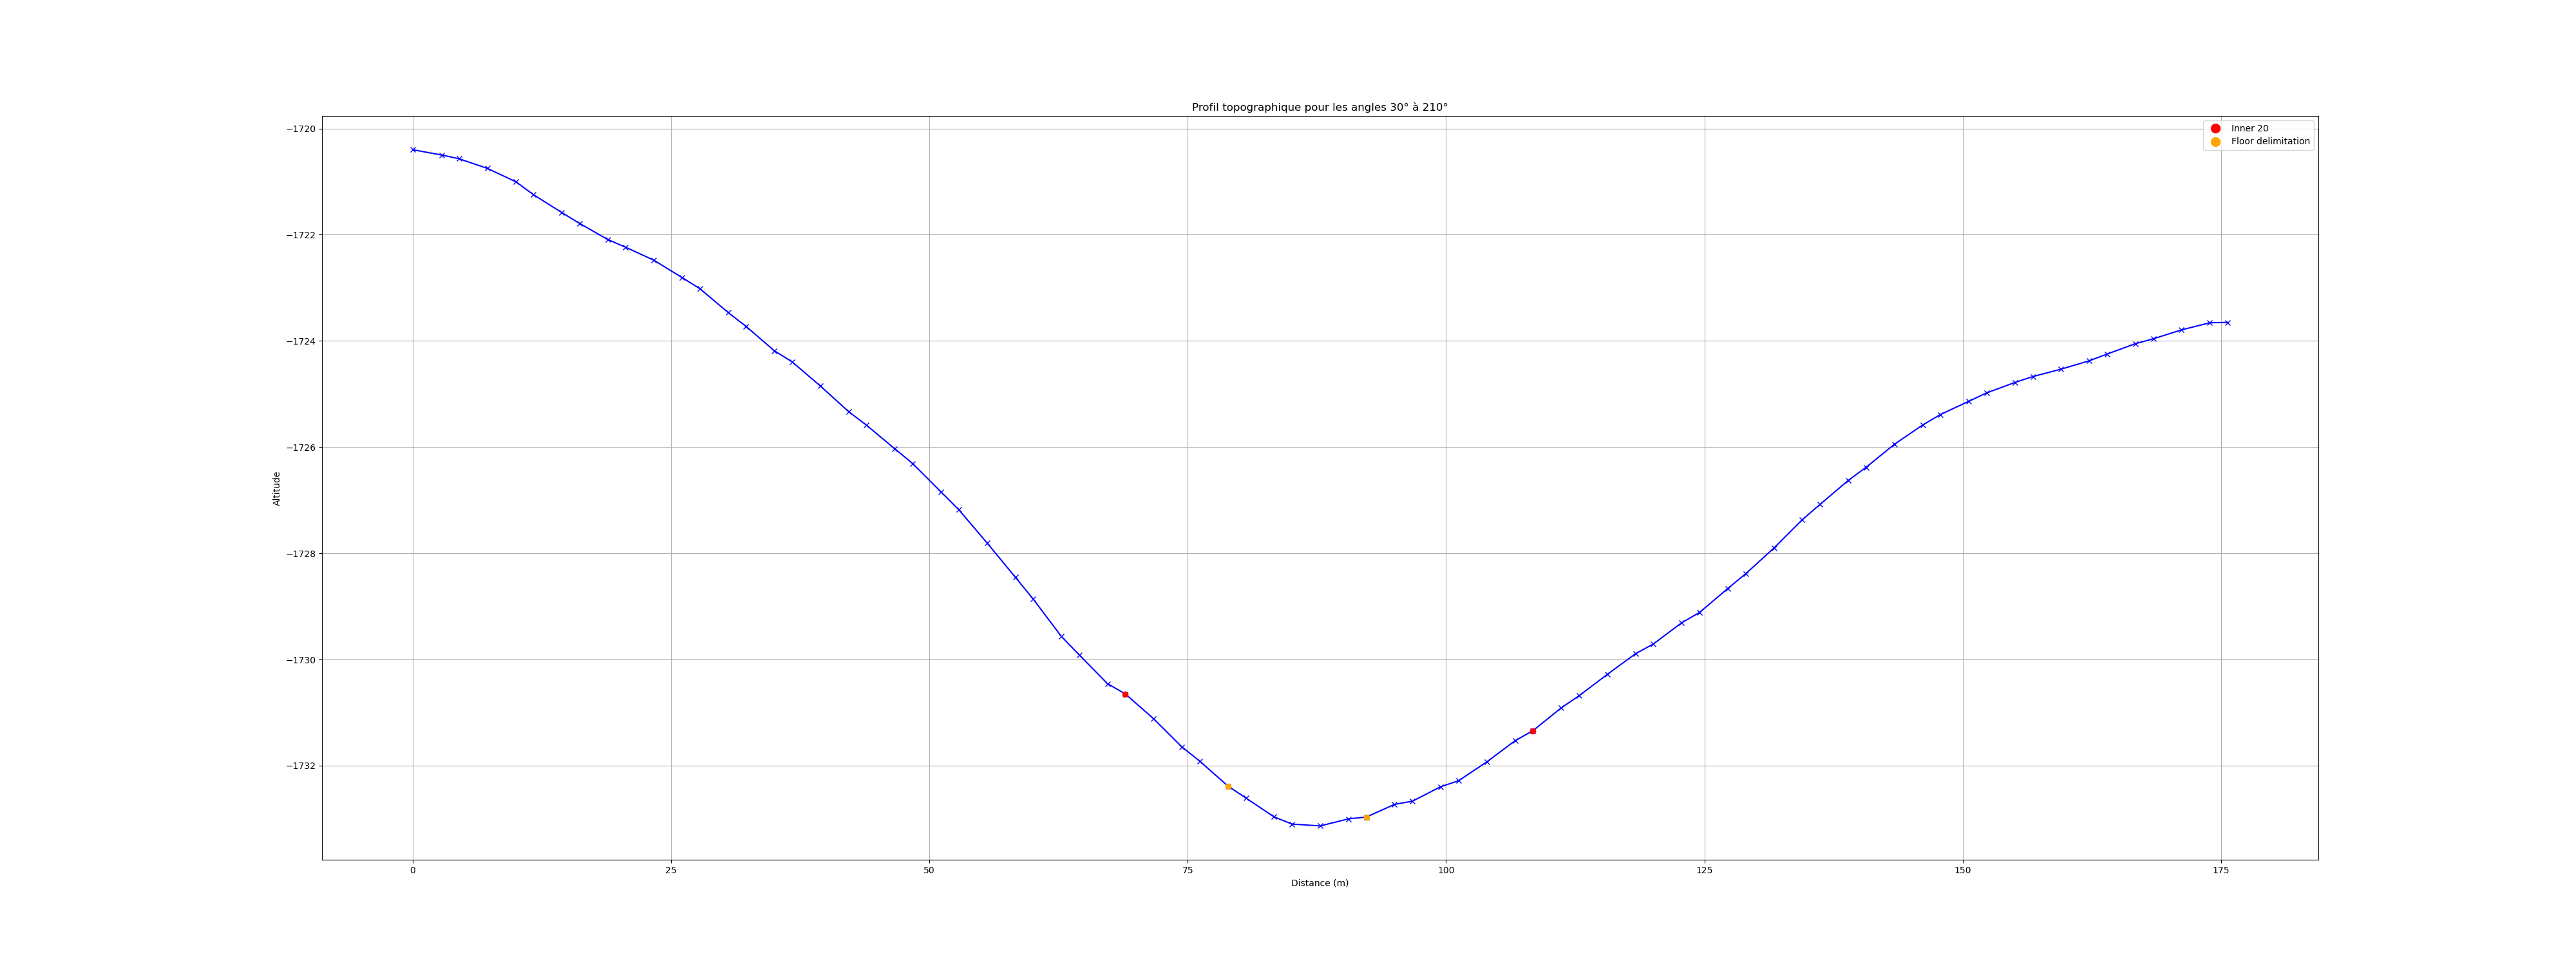 Profil topographique pour les angles 30° à 210°
Inner 20
Floor delimitation
−1720
−1722
−1724
−1726
−1728
−1730
−1732
Altitude
0 25 50 75 100 125 150 175
Distance (m)